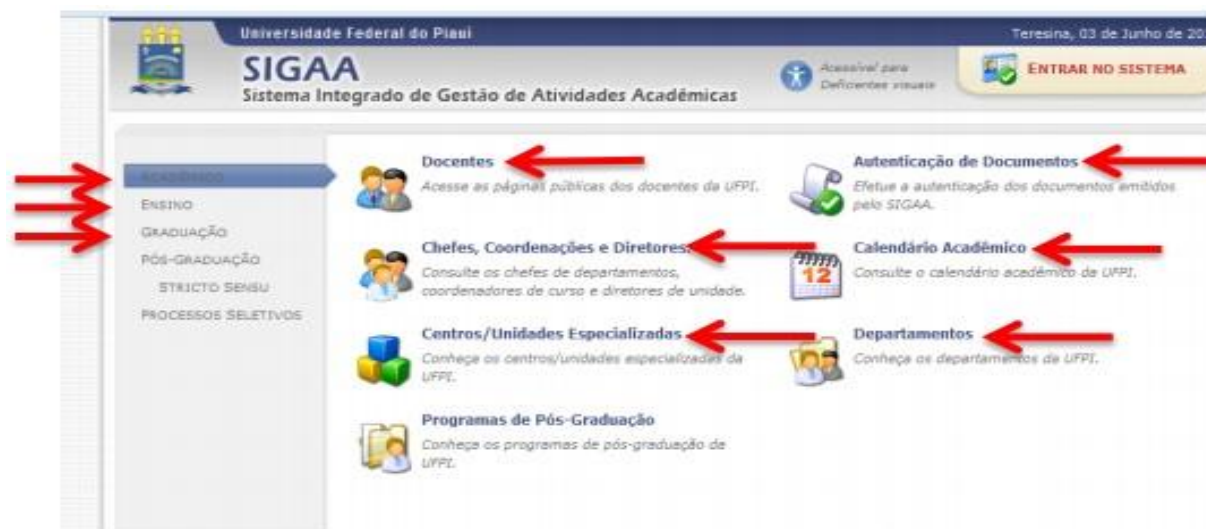 Universidade Federal do Piauí
Teresina, 03 de Junho de 20
SIGAA
Sistema Integrado de Gestão de Atividades Acadêmicas
Acessível para
Deficientes visuais
ENTRAR NO SISTEMA
ACADÊMICO
ENSINO
GRADUAÇÃO
PÓS-GRADUAÇÃO
STRICTO SENSU
PROCESSOS SELETIVOS
Docentes
Acesse as páginas públicas dos docentes da UFPI.
Autenticação de Documentos
Efetue a autenticação dos documentos emitidos
pelo SIGAA.
Chefes, Coordenações e Diretores
Consulte os chefes de departamentos,
coordenadores de curso e diretores de unidade.
Calendário Acadêmico
12
Consulte o calendário acadêmico da UFPI.
Centros/Unidades Especializadas
Conheça os centros/unidades especializadas da
UFPI.
Departamentos
Conheça os departamentos da UFPI.
Programas de Pós-Graduação
Conheça os programas de pós-graduação da
UFPI.